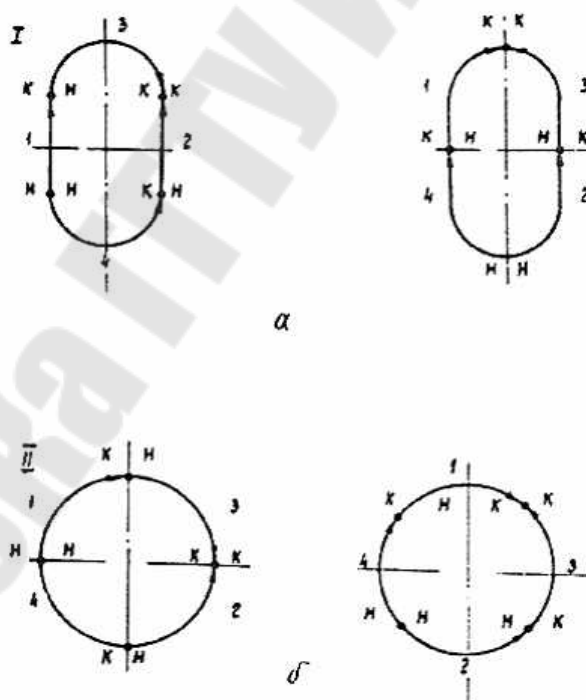 I
3
К Н К К
1 2
Н Н К Н
4
К К
1 3
К Н Н К
4 2
Н Н
а
II
К Н
1 3
Н Н К К
4 2
К Н
1
К Н К К
4 3
Н Н Н К
2
б